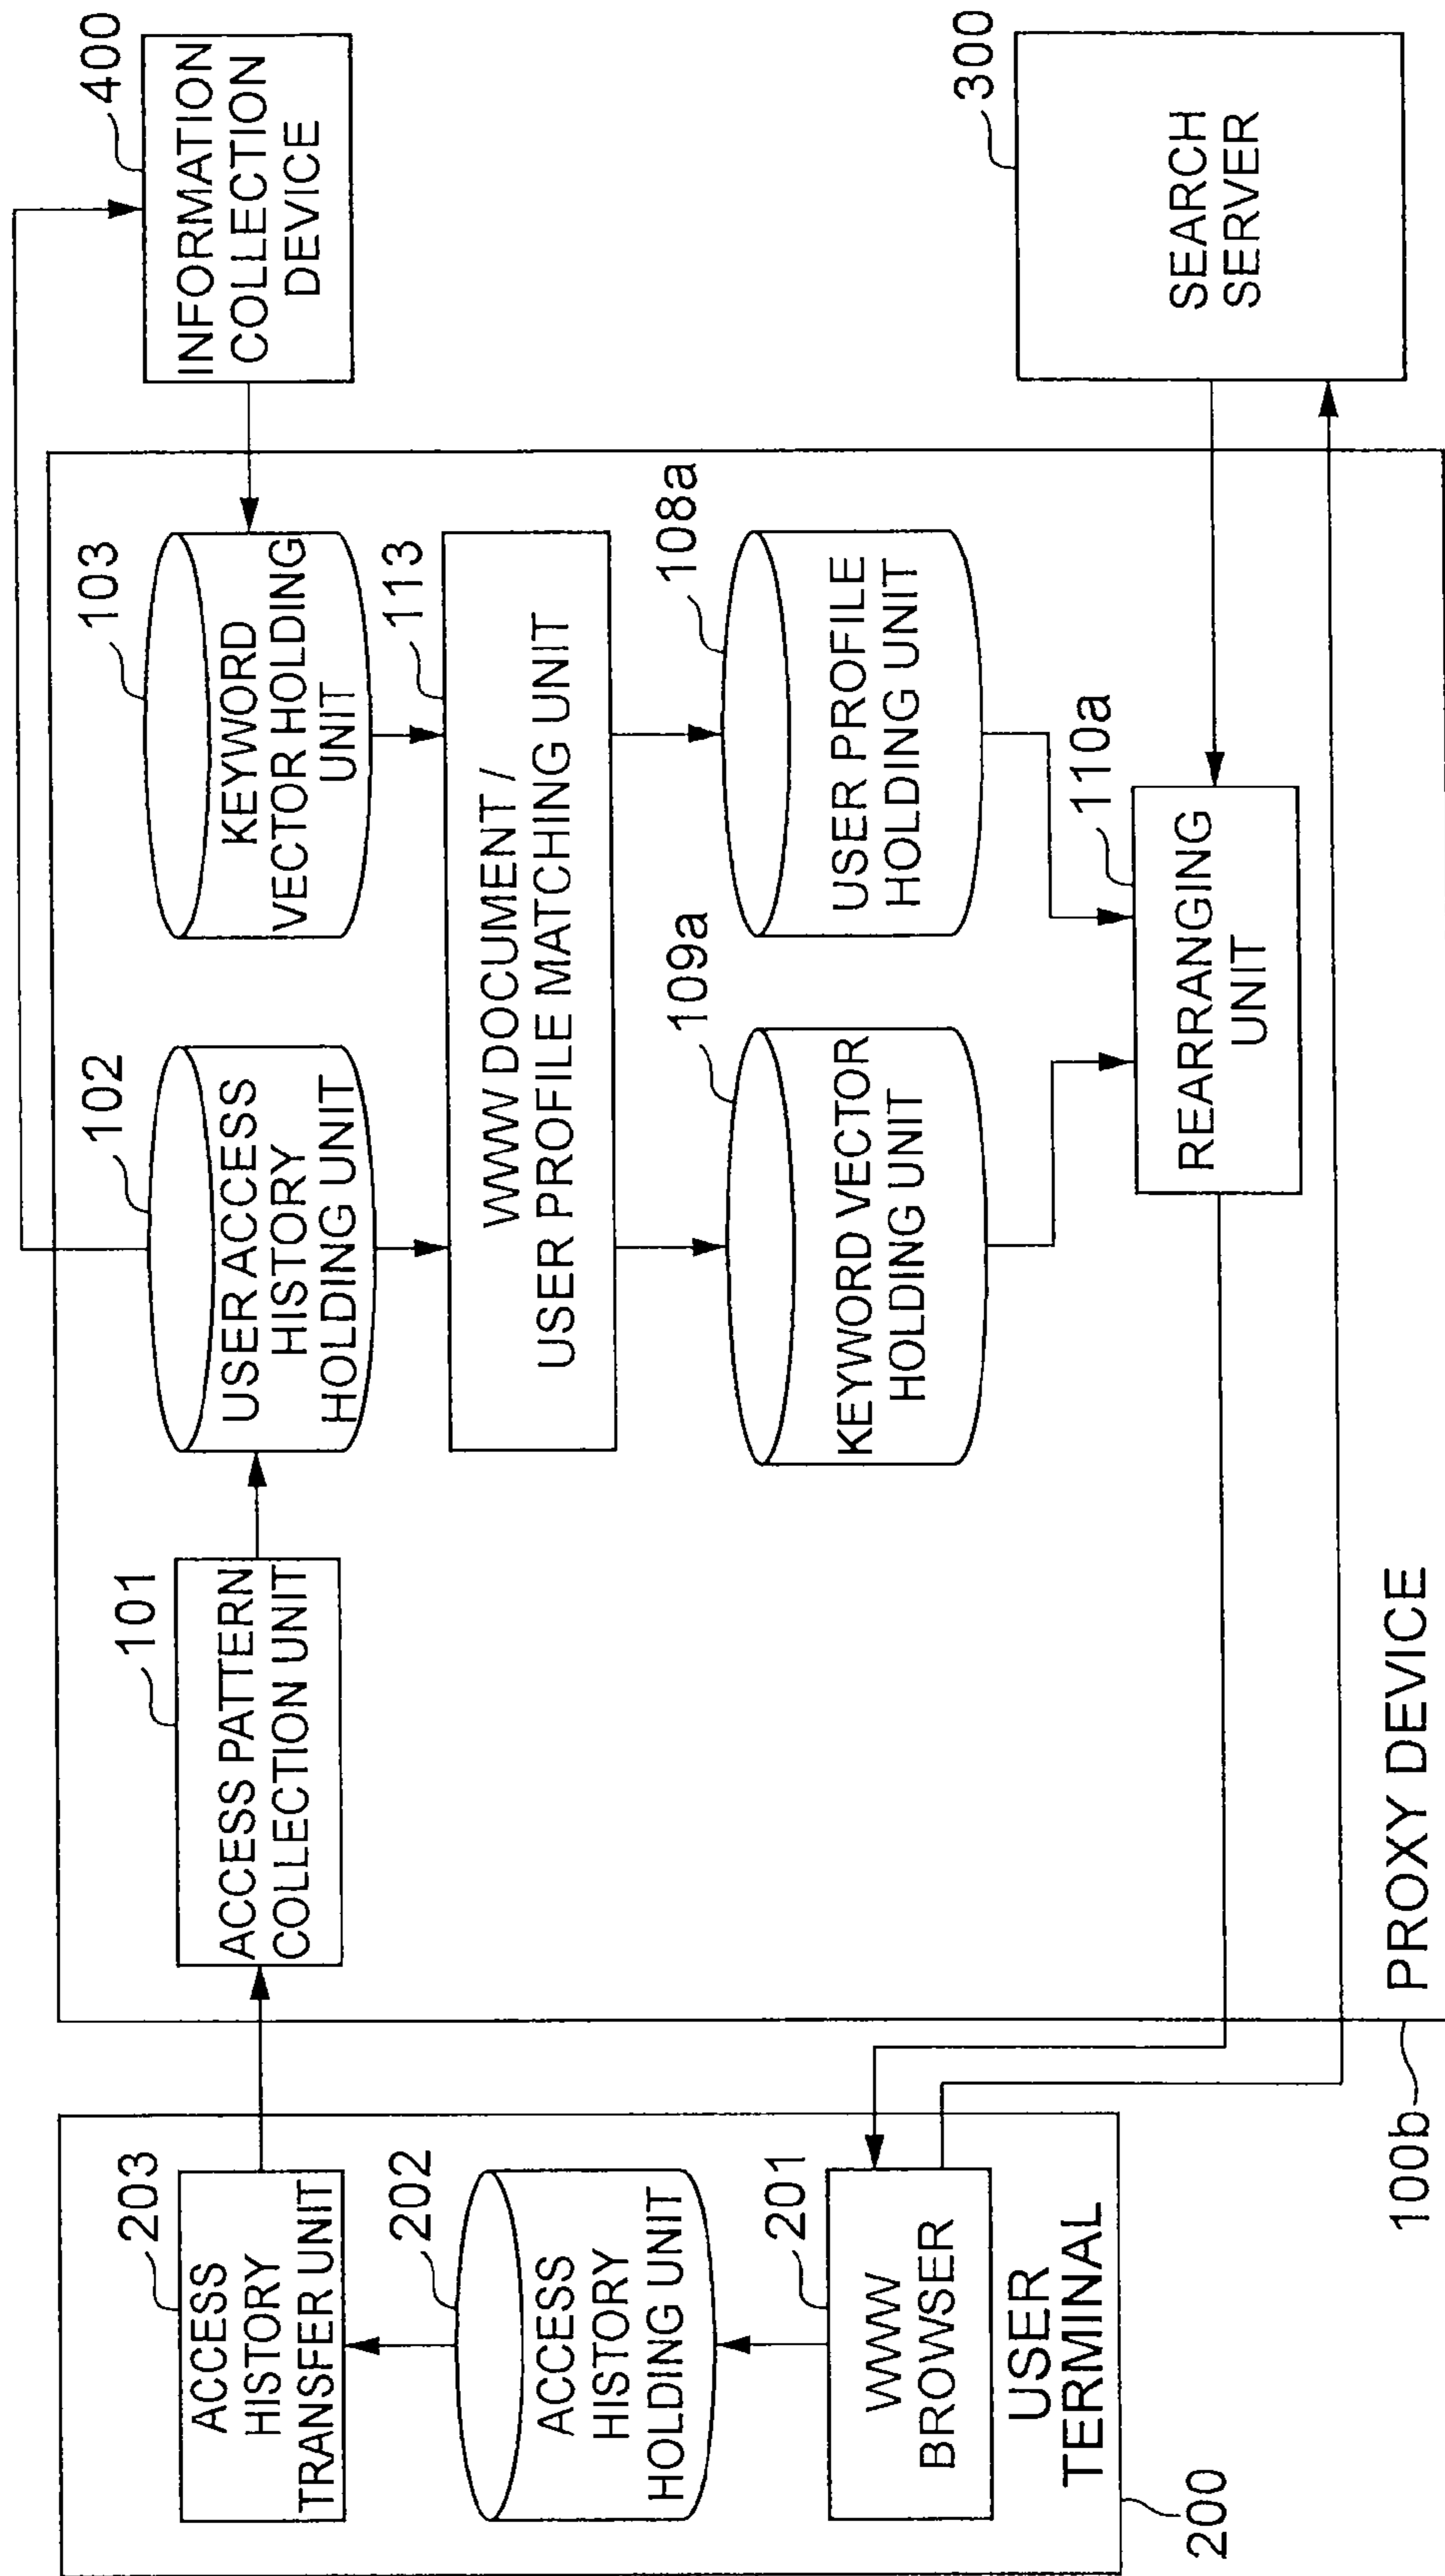 203
ACCESS
HISTORY
TRANSFER UNIT
202
ACCESS
HISTORY
HOLDING UNIT
201
WWW
BROWSER
USER
TERMINAL
200
101
ACCESS PATTERN
COLLECTION UNIT
102
USER ACCESS
HISTORY
HOLDING UNIT
103
KEYWORD
VECTOR HOLDING
UNIT
113
WWW DOCUMENT /
USER PROFILE MATCHING UNIT
109a
KEYWORD VECTOR
HOLDING UNIT
108a
USER PROFILE
HOLDING UNIT
110a
REARRANGING
UNIT
100b
PROXY DEVICE
400
INFORMATION
COLLECTION
DEVICE
300
SEARCH
SERVER